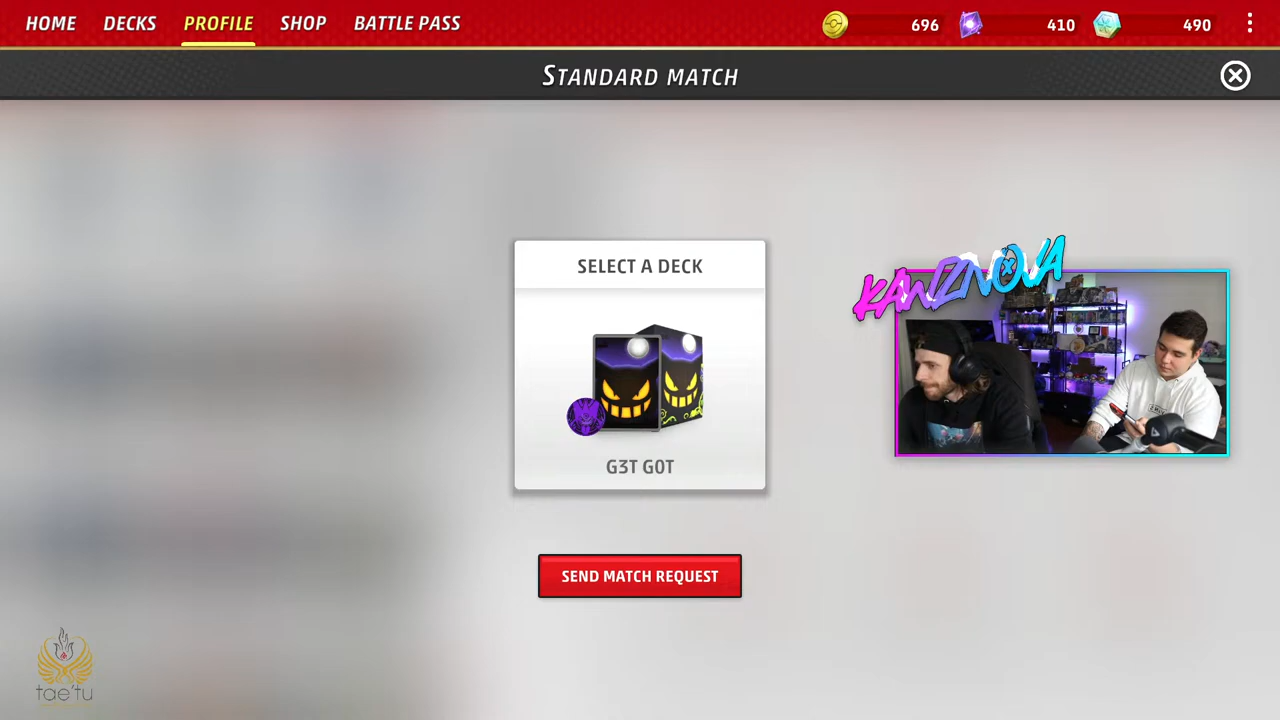 HOME DECKS PROFILE SHOP BATTLE PASS 696 410 490
STANDARD MATCH
SELECT A DECK
KAWIZNOVA
G3T G0T
SEND MATCH REQUEST
tae'tu